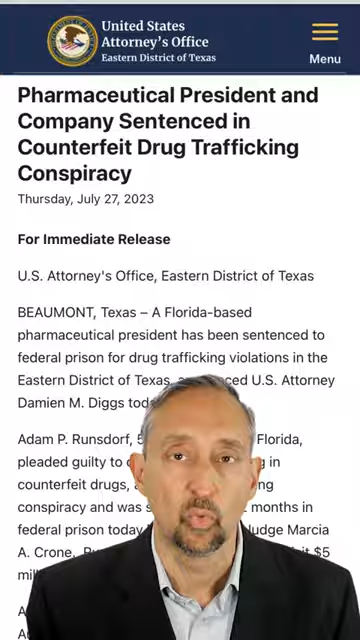 United States
Attorney's Office
Eastern District of Texas
Menu
Pharmaceutical President and
Company Sentenced in
Counterfeit Drug Trafficking
Conspiracy
Thursday, July 27, 2023
For Immediate Release
U.S. Attorney's Office, Eastern District of Texas
BEAUMONT, Texas – A Florida-based
pharmaceutical president has been sentenced to
federal prison for drug trafficking violations in the
Eastern District of Texas, announced U.S. Attorney
Damien M. Diggs
Adam P. Runsdorf, Florida,
pleaded guilty to in
counterfeit drugs,
conspiracy and was months in
federal prison today Judge Marcia
A. Crone. $5